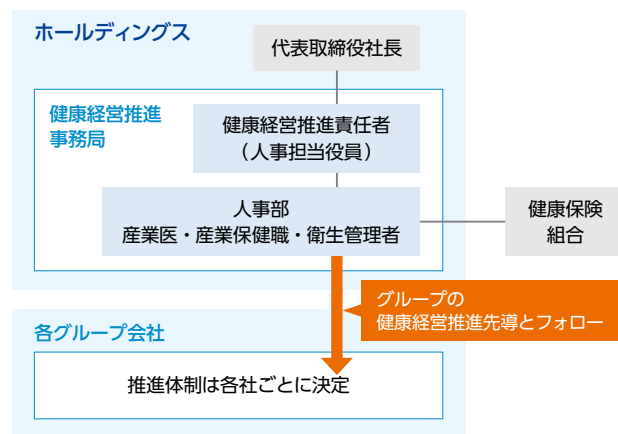 ホールディングス
代表取締役社長
健康経営推進
事務局
健康経営推進責任者
（人事担当役員）
人事部
産業医・産業保健職・衛生管理者
健康保険
組合
グループの
健康経営推進先導とフォロー
各グループ会社
推進体制は各社ごとに決定